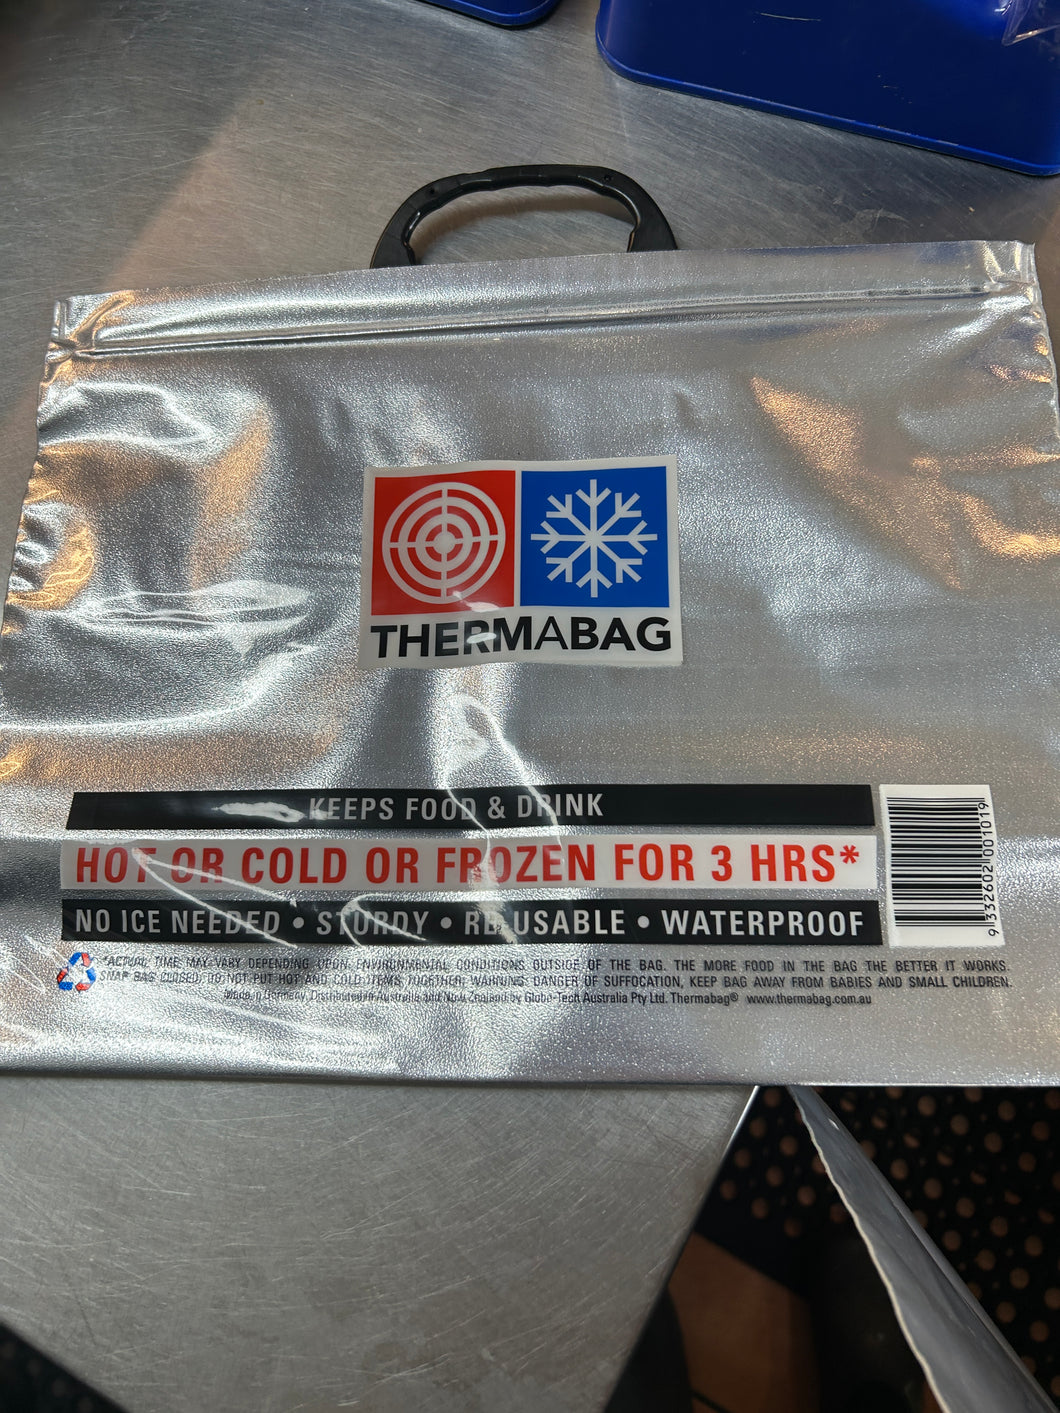 THERMABAG
KEEPS FOOD & DRINK
HOT OR COLD OR FROZEN FOR 3 HRS*
NO ICE NEEDED • STURDY • RE-USABLE • WATERPROOF
9 332602 001019
*ACTUAL TIME MAY VARY DEPENDING UPON ENVIRONMENTAL CONDITIONS OUTSIDE OF THE BAG. THE MORE FOOD IN THE BAG THE BETTER IT WORKS.
SNAP BAG CLOSED. DO NOT PUT HOT AND COLD ITEMS TOGETHER. WARNING: DANGER OF SUFFOCATION, KEEP BAG AWAY FROM BABIES AND SMALL CHILDREN.
Made in Germany. Distributed in Australia and New Zealand by Globe-Tech Australia Pty Ltd. Thermabag® www.thermabag.com.au